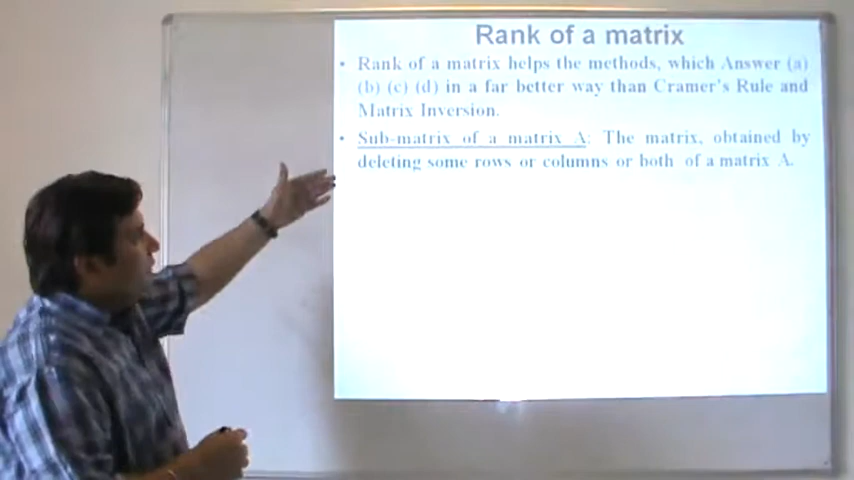 Rank of a matrix
• Rank of a matrix helps the methods, which Answer (a)
(b) (c) (d) in a far better way than Cramer's Rule and
Matrix Inversion.
• Sub-matrix of a matrix A: The matrix, obtained by
deleting some rows or columns or both of a matrix A.